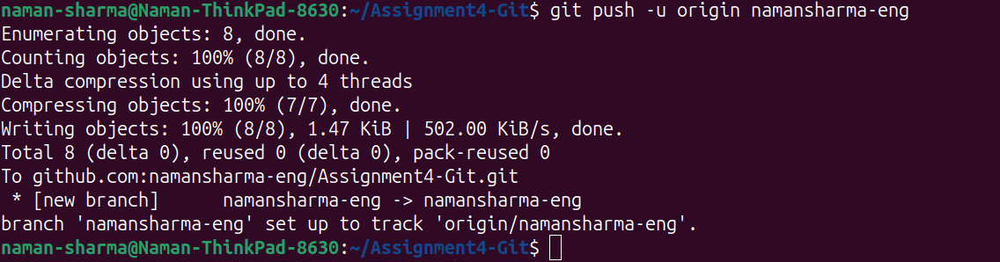 naman-sharma@Naman-ThinkPad-8630:~/Assignment4-Git$ git push -u origin namansharma-eng
Enumerating objects: 8, done.
Counting objects: 100% (8/8), done.
Delta compression using up to 4 threads
Compressing objects: 100% (7/7), done.
Writing objects: 100% (8/8), 1.47 KiB | 502.00 KiB/s, done.
Total 8 (delta 0), reused 0 (delta 0), pack-reused 0
To github.com:namansharma-eng/Assignment4-Git.git
 * [new branch]      namansharma-eng -> namansharma-eng
branch 'namansharma-eng' set up to track 'origin/namansharma-eng'.
naman-sharma@Naman-ThinkPad-8630:~/Assignment4-Git$